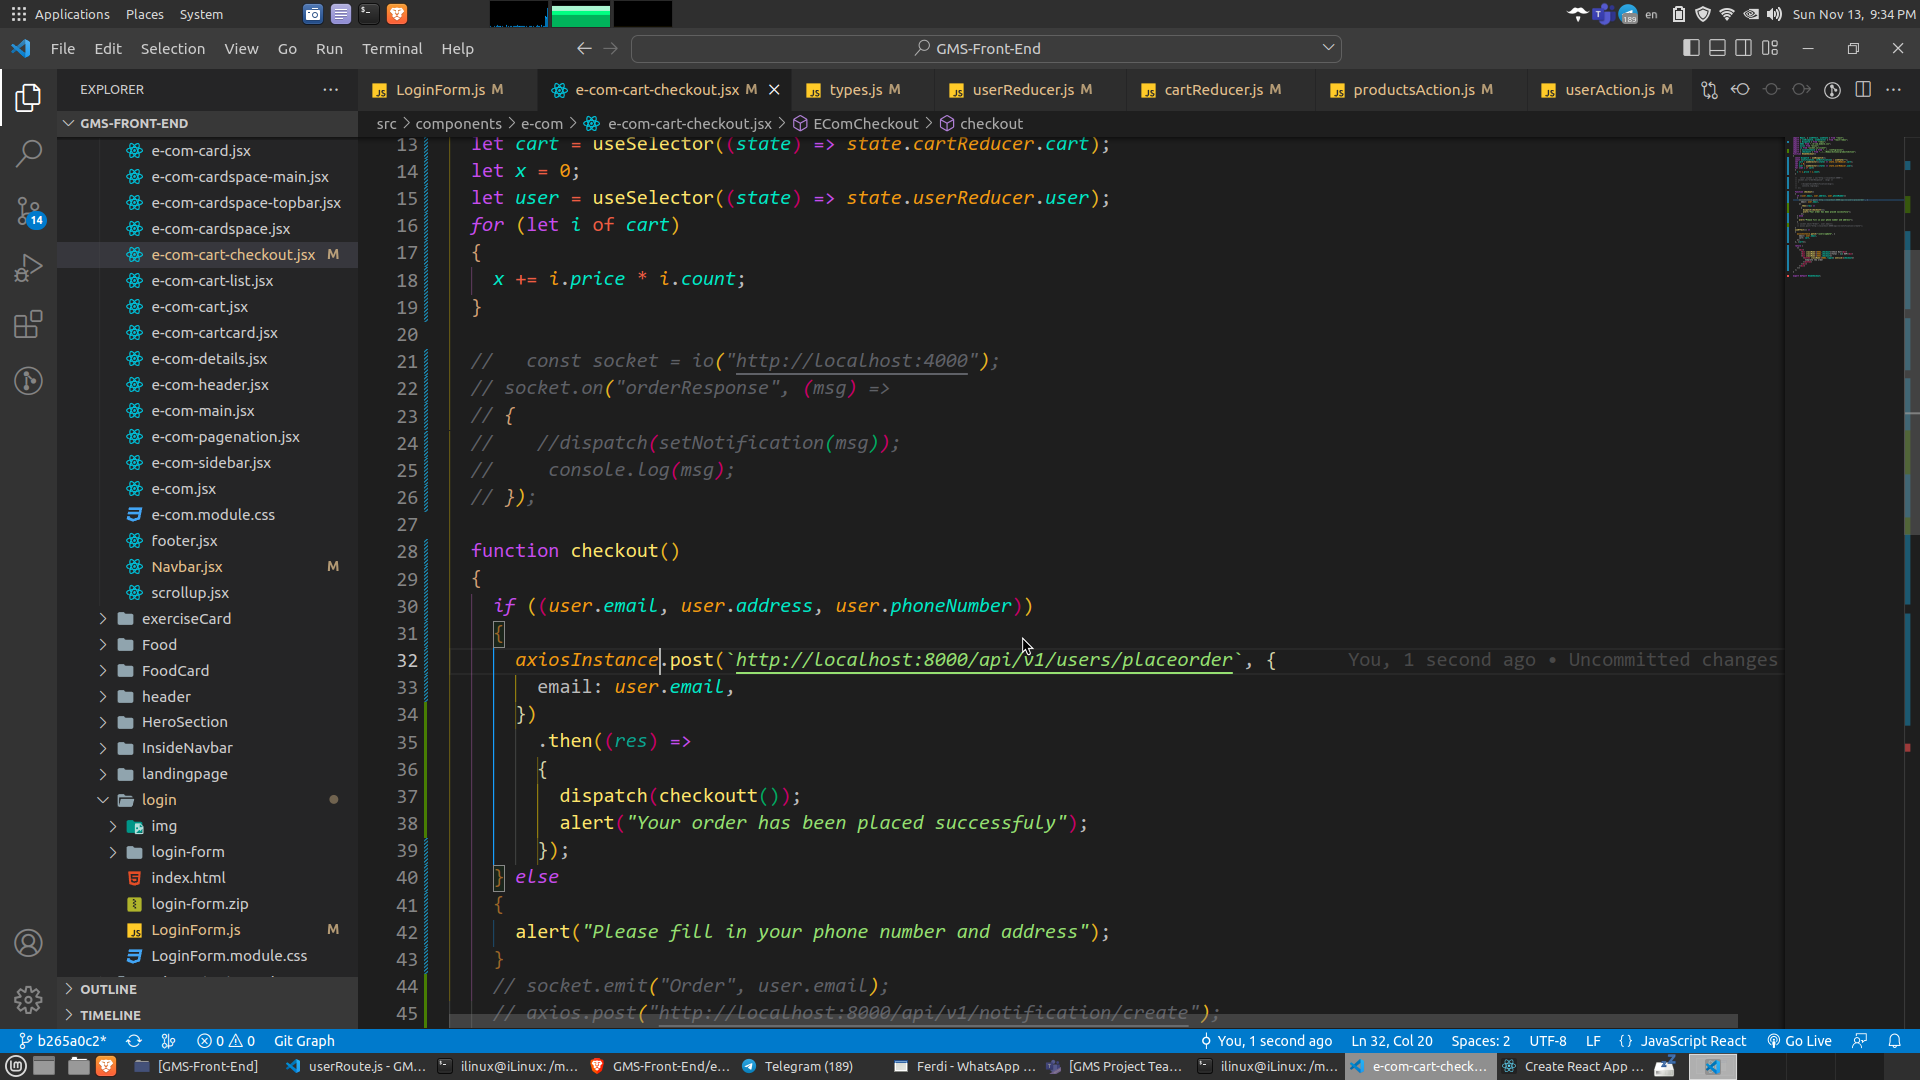 Applications Places System
189
en
Sun Nov 13, 9:34 PM
File Edit Selection View Go Run Terminal Help
GMS-Front-End
EXPLORER
LoginForm.js M
e-com-cart-checkout.jsx M
types.js M
userReducer.js M
cartReducer.js M
productsAction.js M
userAction.js M
GMS-FRONT-END
src > components > e-com > e-com-cart-checkout.jsx > EComCheckout > checkout
e-com-card.jsx
e-com-cardspace-main.jsx
e-com-cardspace-topbar.jsx
e-com-cardspace.jsx
e-com-cart-checkout.jsx M
e-com-cart-list.jsx
e-com-cart.jsx
e-com-cartcard.jsx
e-com-details.jsx
e-com-header.jsx
e-com-main.jsx
e-com-pagenation.jsx
e-com-sidebar.jsx
e-com.jsx
e-com.module.css
footer.jsx
Navbar.jsx M
scrollup.jsx
exerciseCard
Food
FoodCard
header
HeroSection
InsideNavbar
landingpage
login
img
login-form
index.html
login-form.zip
LoginForm.js M
LoginForm.module.css
OUTLINE
TIMELINE
14
13 let cart = useSelector((state) => state.cartReducer.cart);
14 let x = 0;
15 let user = useSelector((state) => state.userReducer.user);
16 for (let i of cart)
17 {
18 x += i.price * i.count;
19 }
20
21 // const socket = io("http://localhost:4000");
22 // socket.on("orderResponse", (msg) =>
23 // {
24 // //dispatch(setNotification(msg));
25 // console.log(msg);
26 // });
27
28 function checkout()
29 {
30 if ((user.email, user.address, user.phoneNumber))
31 {
32 axiosInstance.post(`http://localhost:8000/api/v1/users/placeorder`, { You, 1 second ago • Uncommitted changes
33 email: user.email,
34 })
35 .then((res) =>
36 {
37 dispatch(checkoutt());
38 alert("Your order has been placed successfuly");
39 });
40 } else
41 {
42 alert("Please fill in your phone number and address");
43 }
44 // socket.emit("Order", user.email);
45 // axios.post("http://localhost:8000/api/v1/notification/create");
b265a0c2* 0 0 Git Graph
You, 1 second ago Ln 32, Col 20 Spaces: 2 UTF-8 LF {} JavaScript React Go Live
[GMS-Front-End]
userRoute.js - GM...
ilinux@iLinux: /m...
GMS-Front-End/e...
Telegram (189)
Ferdi - WhatsApp ...
[GMS Project Tea...
ilinux@iLinux: /m...
e-com-cart-check...
Create React App ...